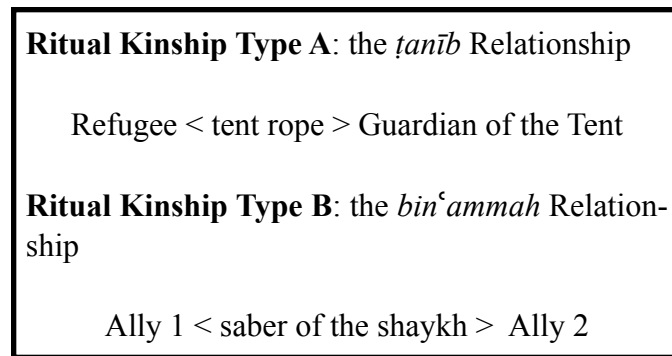 Ritual Kinship Type A: the ṭanīb Relationship
Refugee < tent rope > Guardian of the Tent
Ritual Kinship Type B: the binʿammah Relation-
ship
Ally 1 < saber of the shaykh > Ally 2